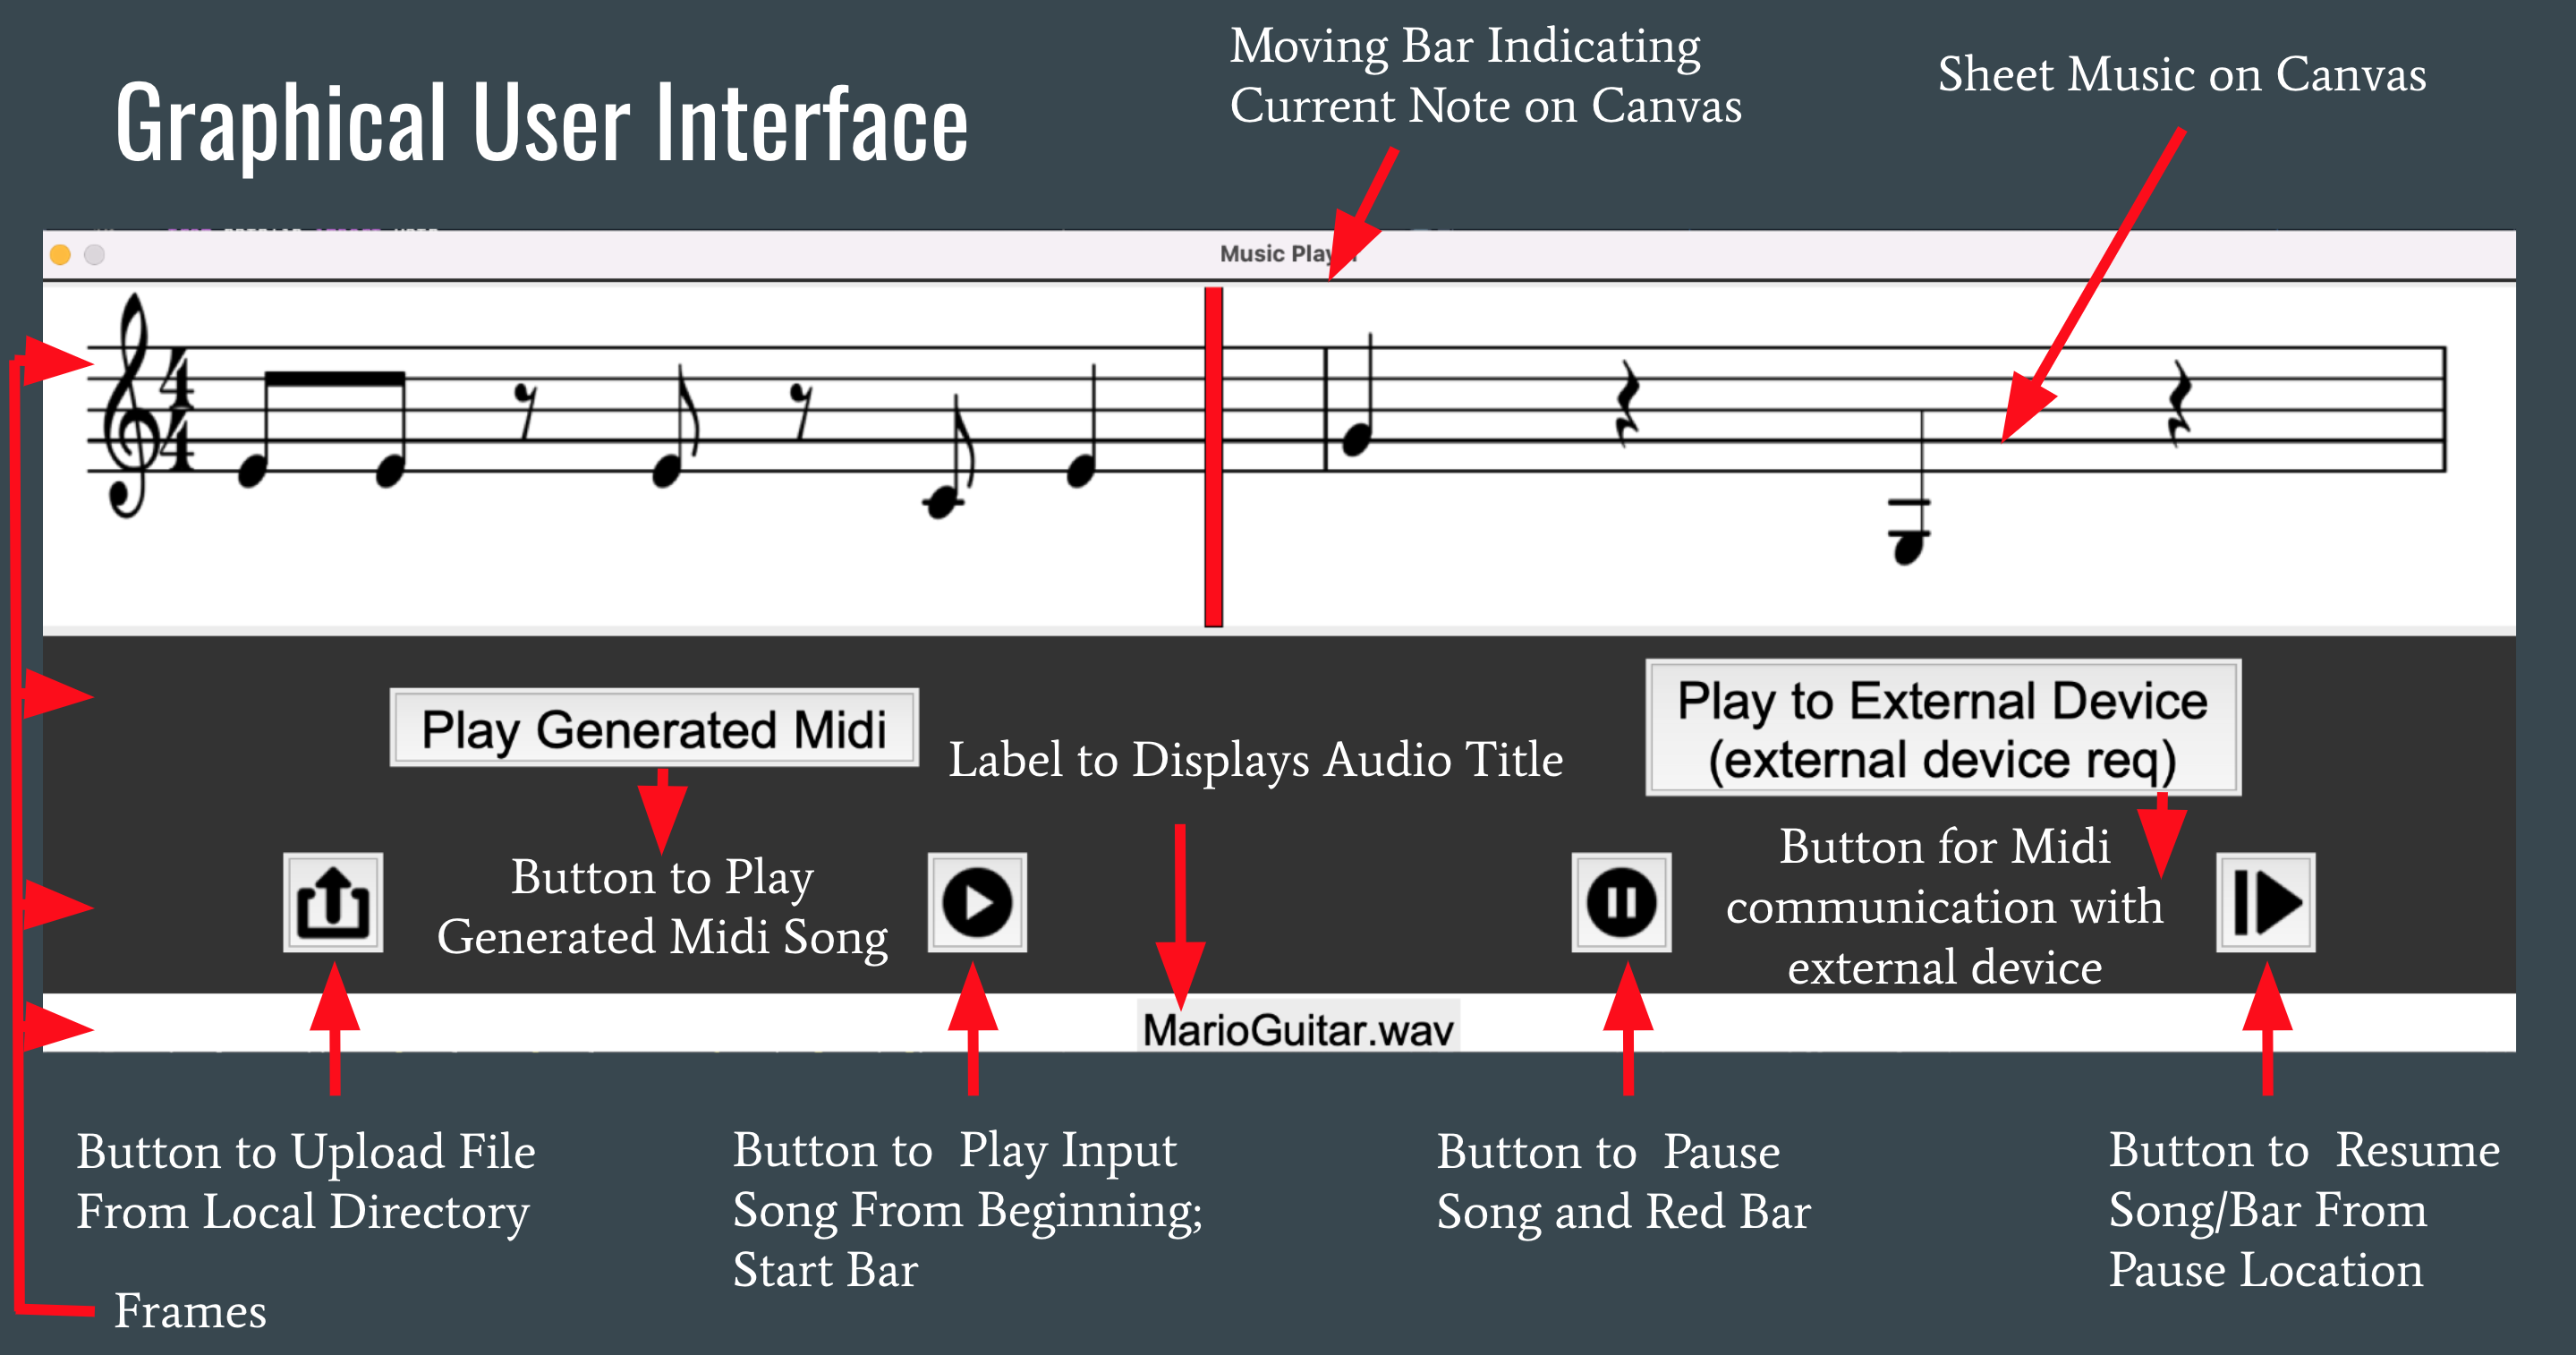 Graphical User Interface
Moving Bar Indicating
Current Note on Canvas
Sheet Music on Canvas
Music
4
4
Play Generated Midi
Play to External Device
(external device req)
Label to Displays Audio Title
Button to Play
Generated Midi Song
Button for Midi
communication with
external device
MarioGuitar.wav
Button to Upload File
From Local Directory
Button to  Play Input
Song From Beginning;
Start Bar
Button to  Pause
Song and Red Bar
Button to  Resume
Song/Bar From
Pause Location
Frames